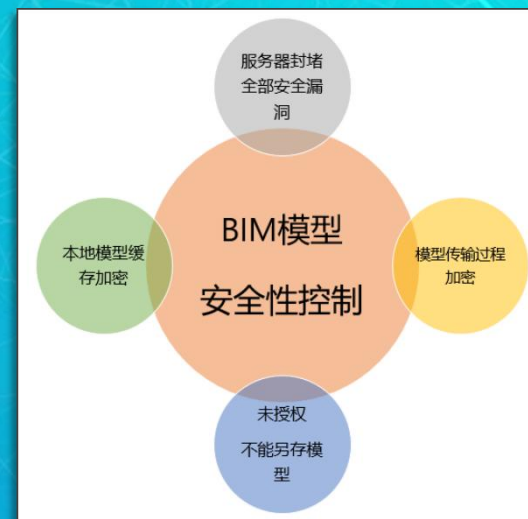 服务器封堵
全部安全漏
洞
BIM模型
安全性控制
本地模型缓
存加密
模型传输过程
加密
未授权
不能另存模
型